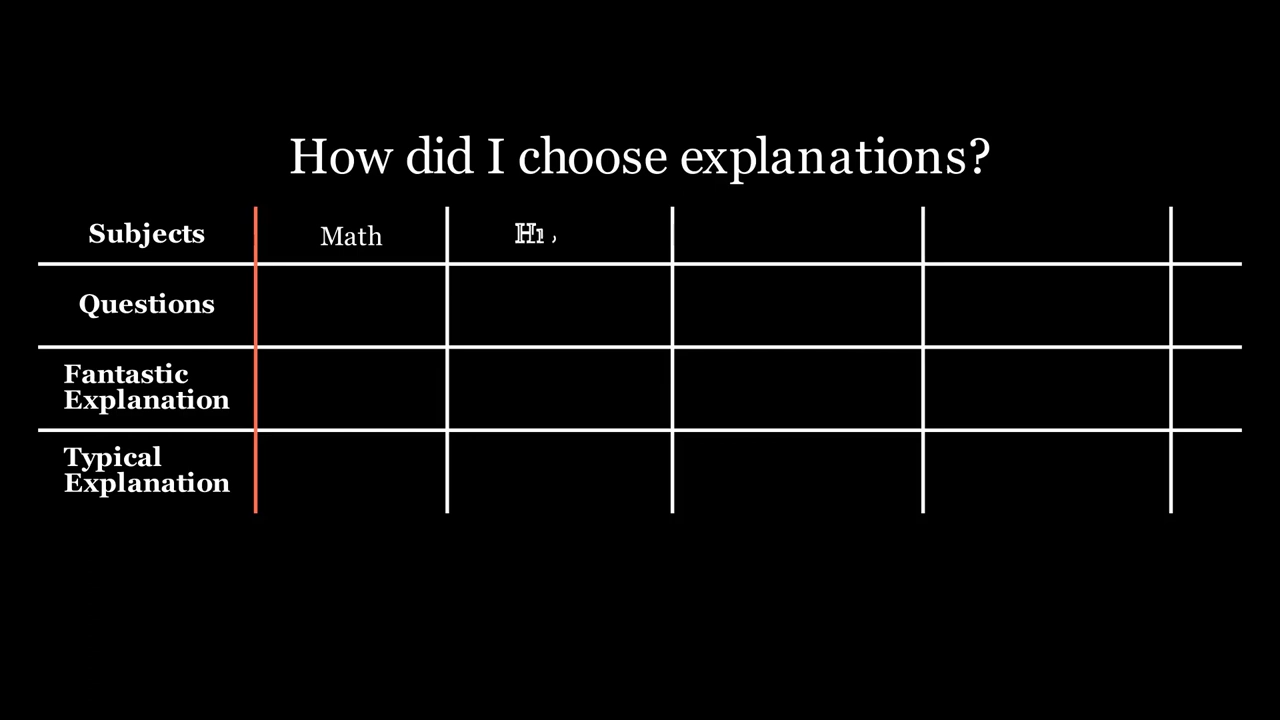 How did I choose explanations?
Subjects
Math
Questions
Fantastic
Explanation
Typical
Explanation